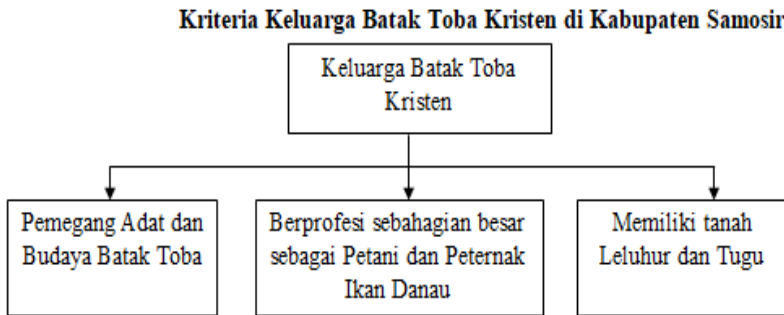 Kriteria Keluarga Batak Toba Kristen di Kabupaten Samosir
Keluarga Batak Toba
Kristen
Pemegang Adat dan
Budaya Batak Toba
Berprofesi sebahagian besar
sebagai Petani dan Peternak
Ikan Danau
Memiliki tanah
Leluhur dan Tugu